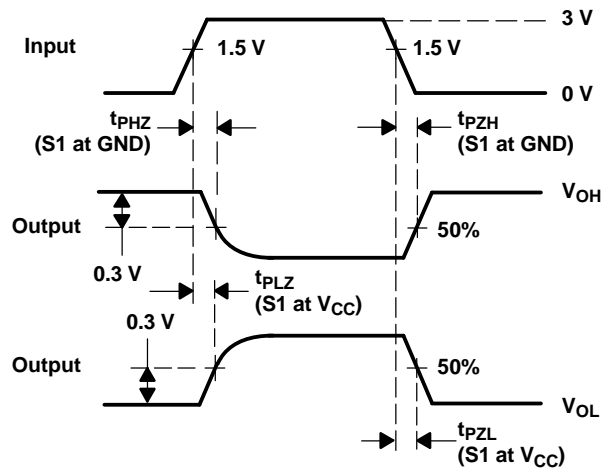 3 V
Input
1.5 V
1.5 V
0 V
tPHZ
(S1 at GND)
tPZH
(S1 at GND)
VOH
Output
50%
0.3 V
tPLZ
(S1 at VCC)
0.3 V
Output
50%
VOL
tPZL
(S1 at VCC)